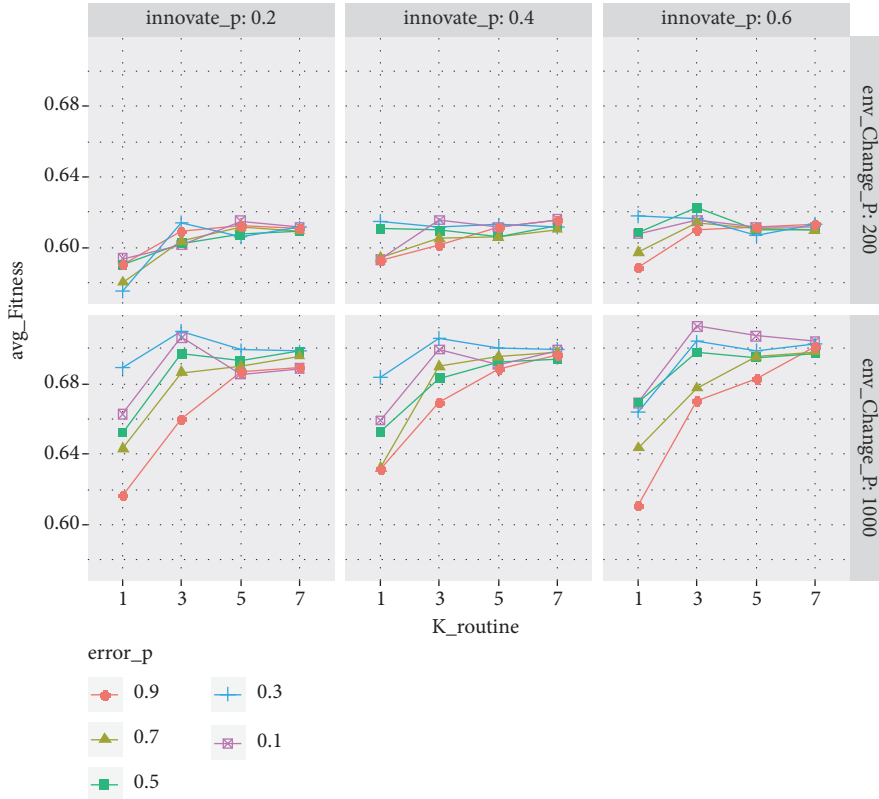 innovate_p: 0.2
innovate_p: 0.4
innovate_p: 0.6
0.68
0.64
0.60
env_Change_P: 200
avg_Fitness
0.68
0.64
0.60
env_Change_P: 1000
1 3 5 7
1 3 5 7
1 3 5 7
K_routine
error_p
0.9
0.3
0.7
0.1
0.5